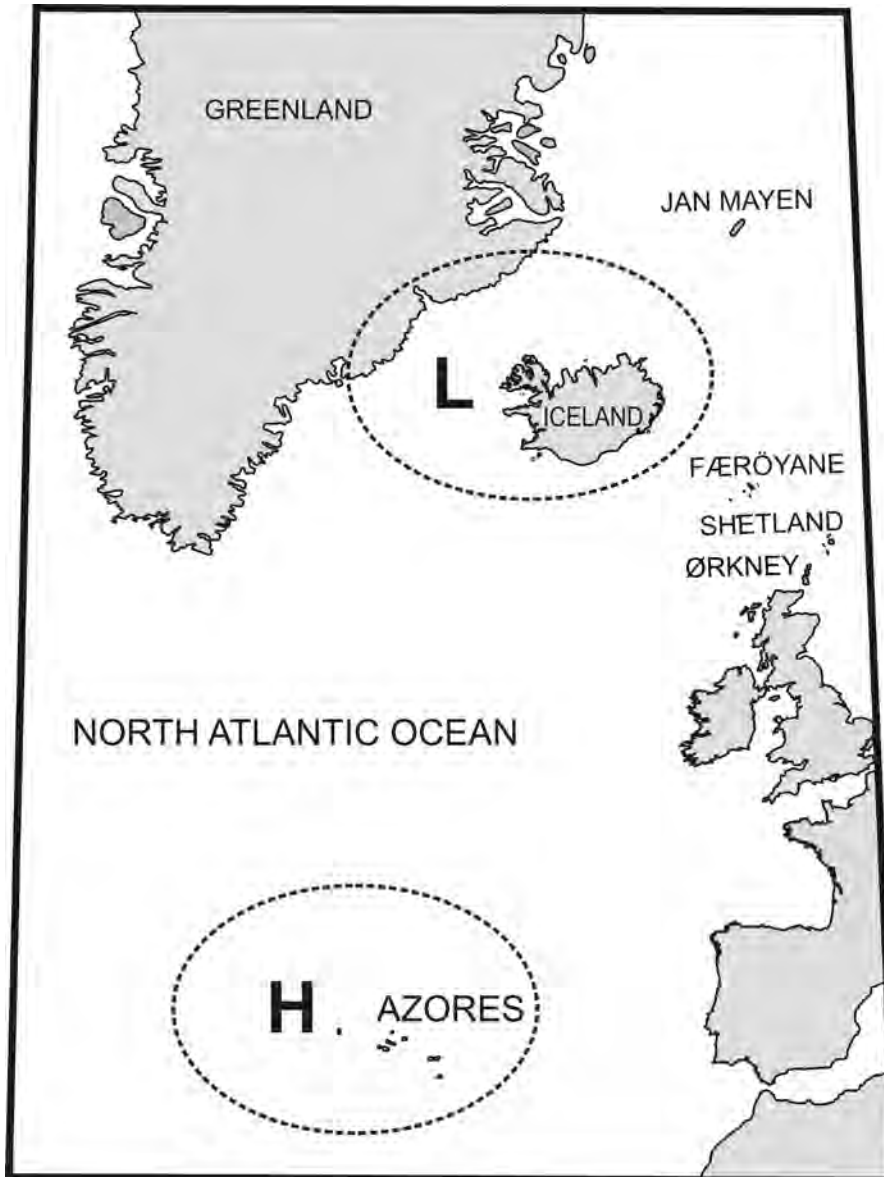 GREENLAND
JAN MAYEN
L
ICELAND
FÆRÖYANE
SHETLAND
ØRKNEY
NORTH ATLANTIC OCEAN
H
AZORES